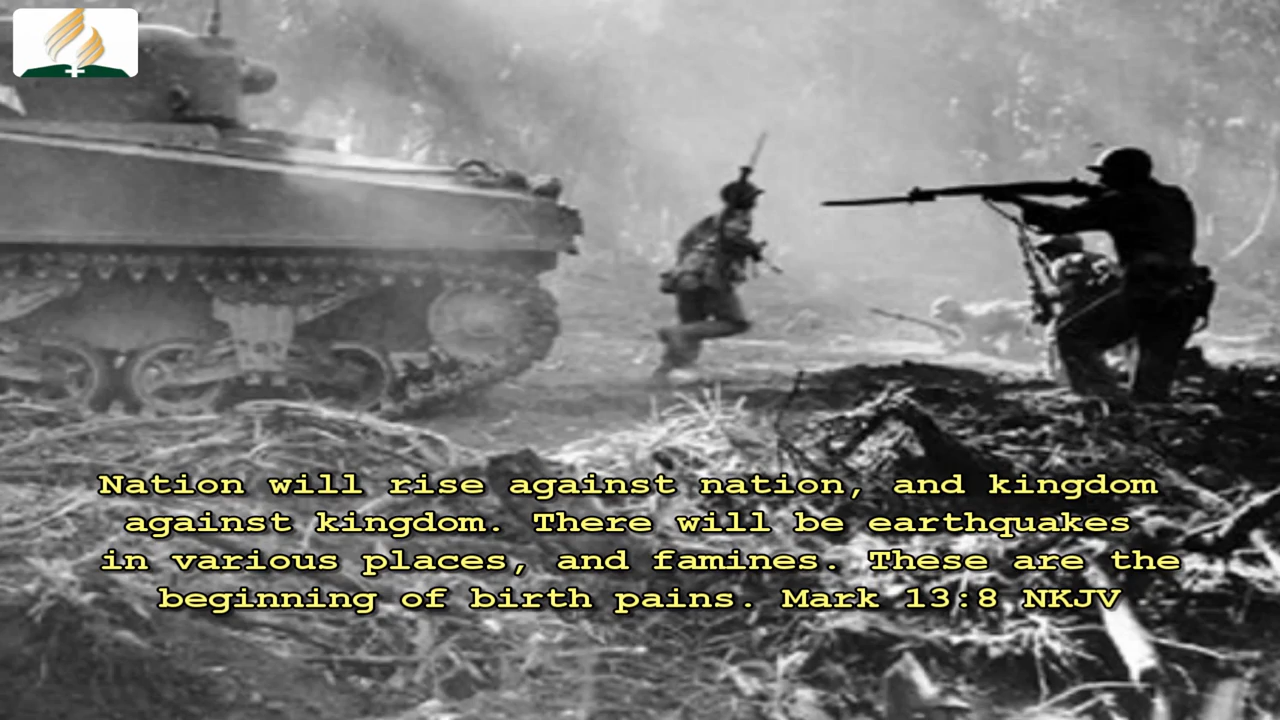 Nation will rise against nation, and kingdom
against kingdom. There will be earthquakes
in various places, and famines. These are the
beginning of birth pains. Mark 13:8 NKJV